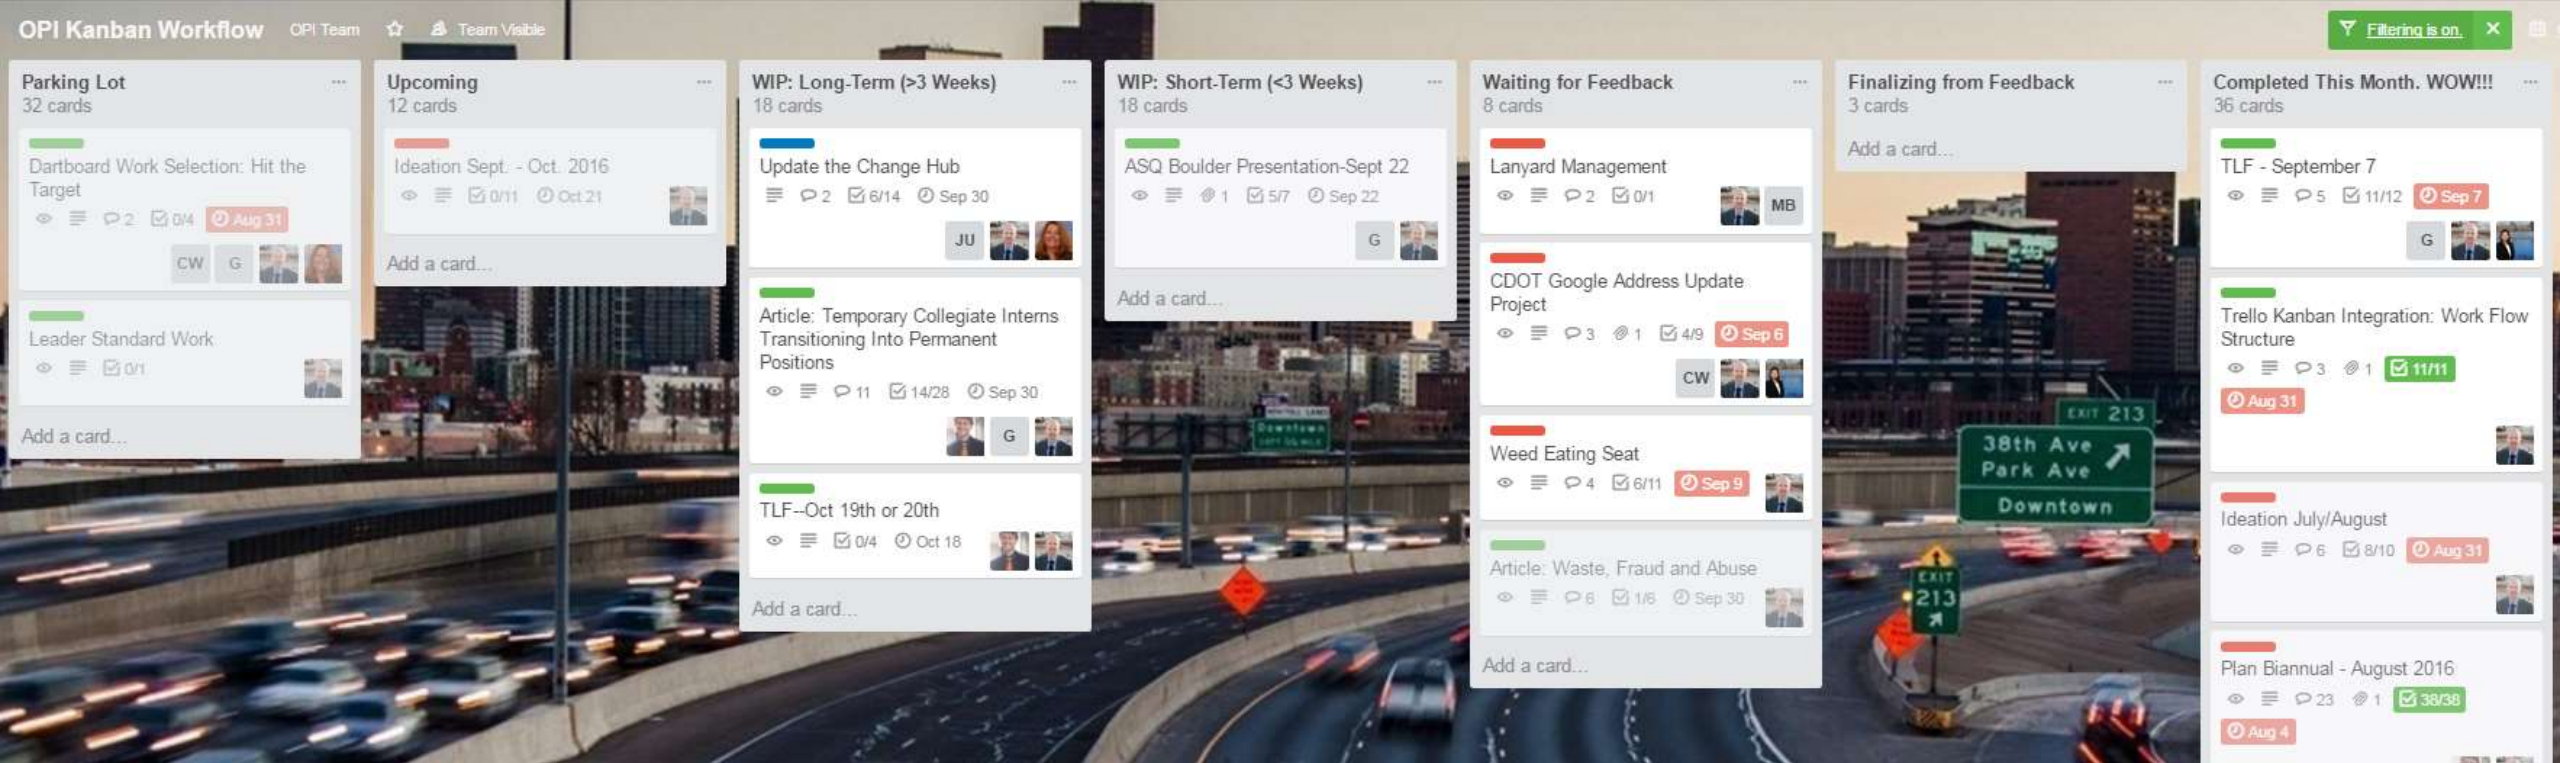 OPI Kanban Workflow OPI Team Team Visible Filtering is on.
Parking Lot
32 cards
Dartboard Work Selection: Hit the
Target
2 0/4 Aug 31
CW G
Leader Standard Work
0/1
Add a card...
Upcoming
12 cards
Ideation Sept. - Oct. 2016
0/11 Oct 21
Add a card...
WIP: Long-Term (>3 Weeks)
18 cards
Update the Change Hub
2 6/14 Sep 30
JU
Article: Temporary Collegiate Interns
Transitioning Into Permanent
Positions
11 14/28 Sep 30
G
TLF--Oct 19th or 20th
0/4 Oct 18
Add a card...
WIP: Short-Term (<3 Weeks)
18 cards
ASQ Boulder Presentation-Sept 22
1 5/7 Sep 22
G
Add a card...
Waiting for Feedback
8 cards
Lanyard Management
2 0/1
MB
CDOT Google Address Update
Project
3 1 4/9 Sep 6
CW
Weed Eating Seat
4 6/11 Sep 9
Article: Waste, Fraud and Abuse
6 1/6 Sep 30
Add a card...
Finalizing from Feedback
3 cards
Add a card...
Completed This Month. WOW!!!
36 cards
TLF - September 7
5 11/12 Sep 7
G
Trello Kanban Integration: Work Flow
Structure
3 1 11/11
Aug 31
Ideation July/August
6 8/10 Aug 31
Plan Biannual - August 2016
23 1 38/38
Aug 4
Downtown
EXIT 213
38th Ave
Park Ave
Downtown
EXIT
213